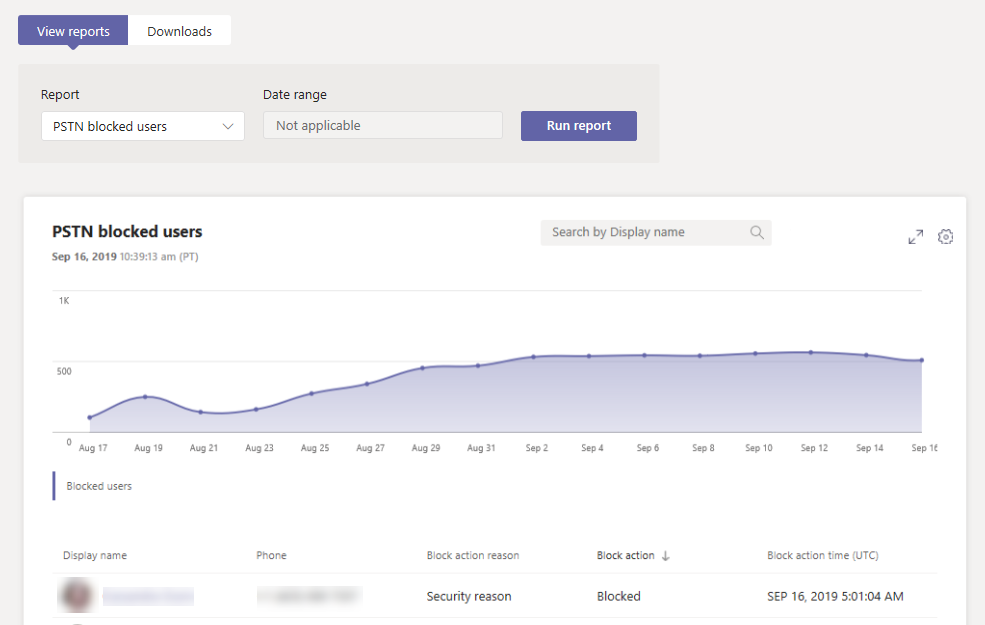 View reports Downloads
Report Date range
PSTN blocked users Not applicable Run report
PSTN blocked users Search by Display name
Sep 16, 2019 10:39:13 am (PT)
1K
500
0
Aug 17 Aug 19 Aug 21 Aug 23 Aug 25 Aug 27 Aug 29 Aug 31 Sep 2 Sep 4 Sep 6 Sep 8 Sep 10 Sep 12 Sep 14 Sep 16
Blocked users
Display name Phone Block action reason Block action Block action time (UTC)
Security reason Blocked SEP 16, 2019 5:01:04 AM